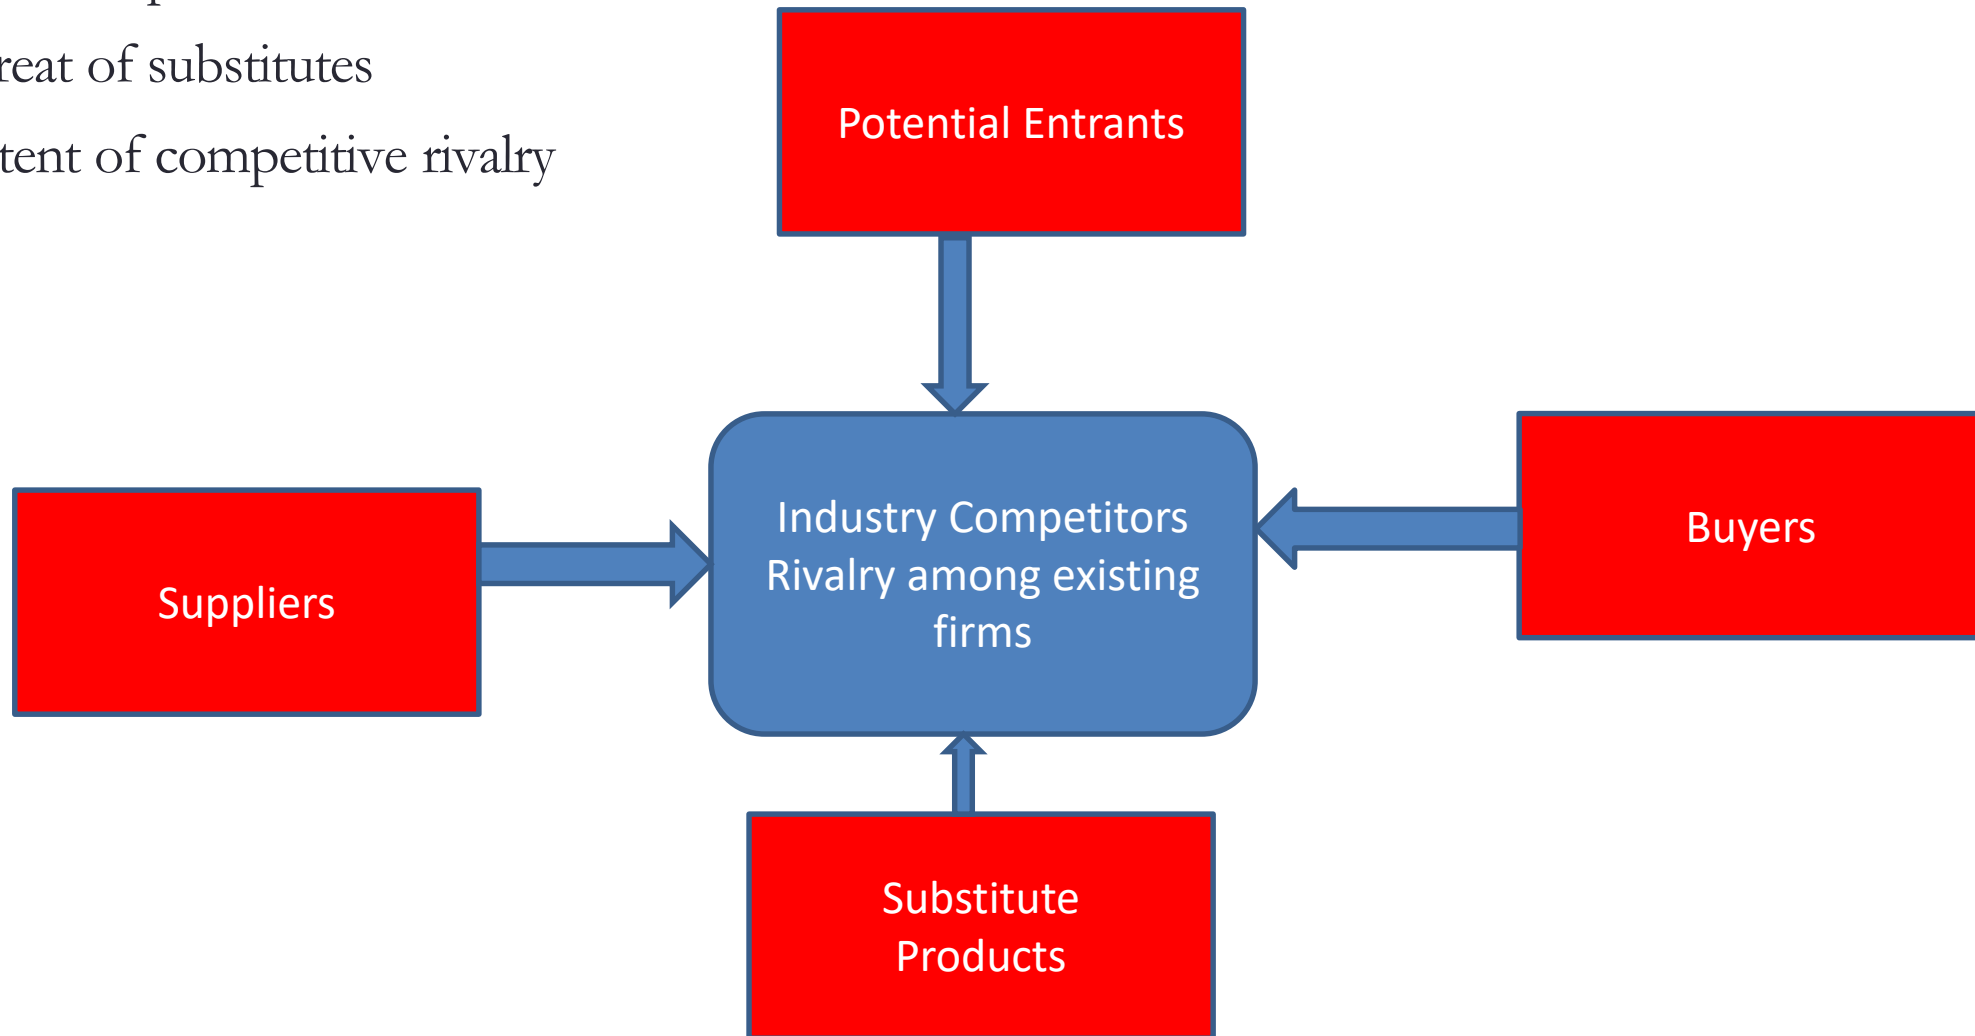 reat of substitutes
tent of competitive rivalry
Potential Entrants
Suppliers
Industry Competitors
Rivalry among existing
firms
Buyers
Substitute
Products